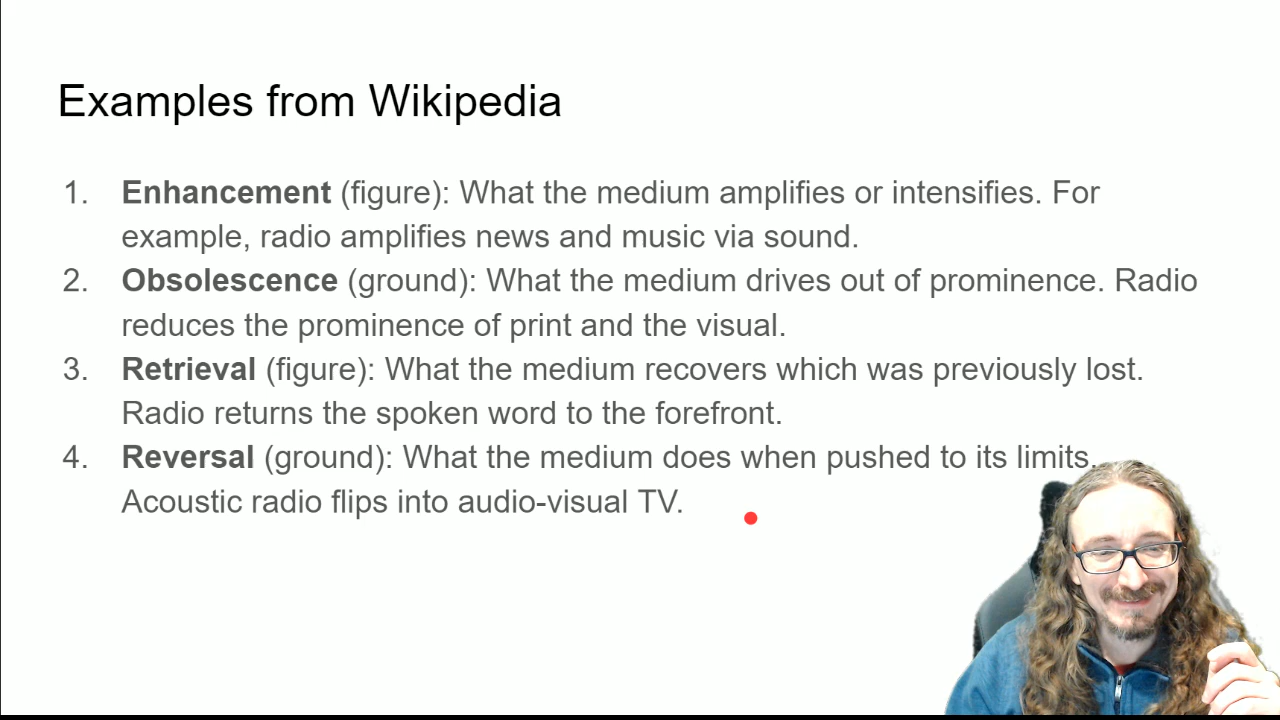 Examples from Wikipedia
1. Enhancement (figure): What the medium amplifies or intensifies. For
example, radio amplifies news and music via sound.
2. Obsolescence (ground): What the medium drives out of prominence. Radio
reduces the prominence of print and the visual.
3. Retrieval (figure): What the medium recovers which was previously lost.
Radio returns the spoken word to the forefront.
4. Reversal (ground): What the medium does when pushed to its limits.
Acoustic radio flips into audio-visual TV.